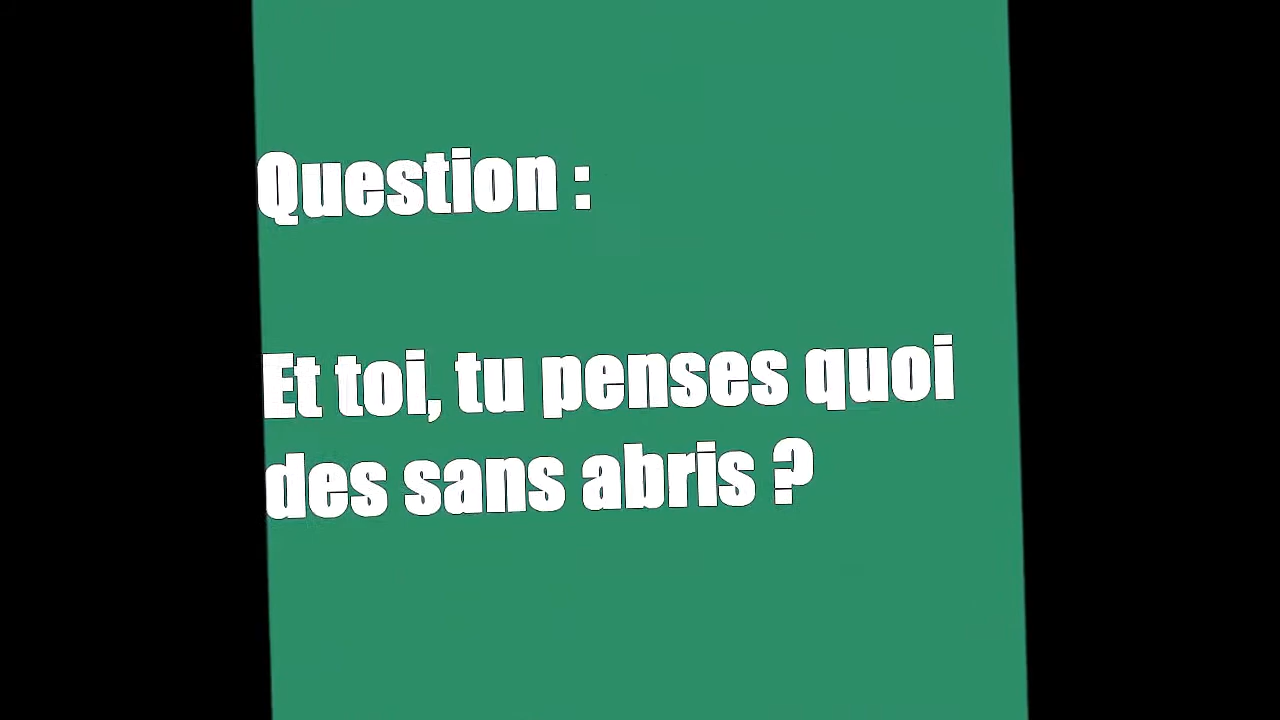 Question :
Et toi, tu penses quoi
des sans abris ?